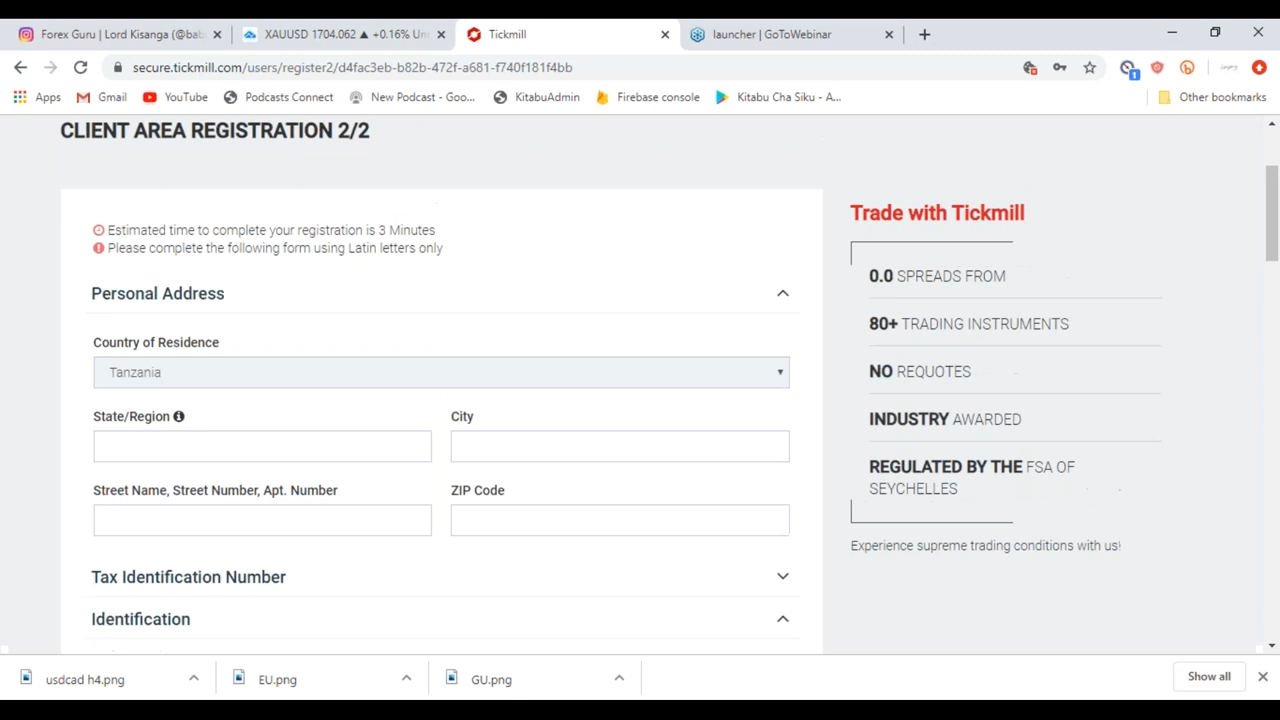 Forex Guru | Lord Kisanga (@bab
XAUUSD 1704.062 ▲ +0.16% Un
Tickmill
launcher | GoToWebinar
secure.tickmill.com/users/register2/d4fac3eb-b82b-472f-a681-f740f181f4bb
1
Apps
Gmail
YouTube
Podcasts Connect
New Podcast - Goo...
KitabuAdmin
Firebase console
Kitabu Cha Siku - A...
Other bookmarks
CLIENT AREA REGISTRATION 2/2
Estimated time to complete your registration is 3 Minutes
Please complete the following form using Latin letters only
Personal Address
Country of Residence
Tanzania
State/Region
City
Street Name, Street Number, Apt. Number
ZIP Code
Tax Identification Number
Identification
Trade with Tickmill
0.0 SPREADS FROM
80+ TRADING INSTRUMENTS
NO REQUOTES
INDUSTRY AWARDED
REGULATED BY THE FSA OF
SEYCHELLES
Experience supreme trading conditions with us!
usdcad h4.png
EU.png
GU.png
Show all